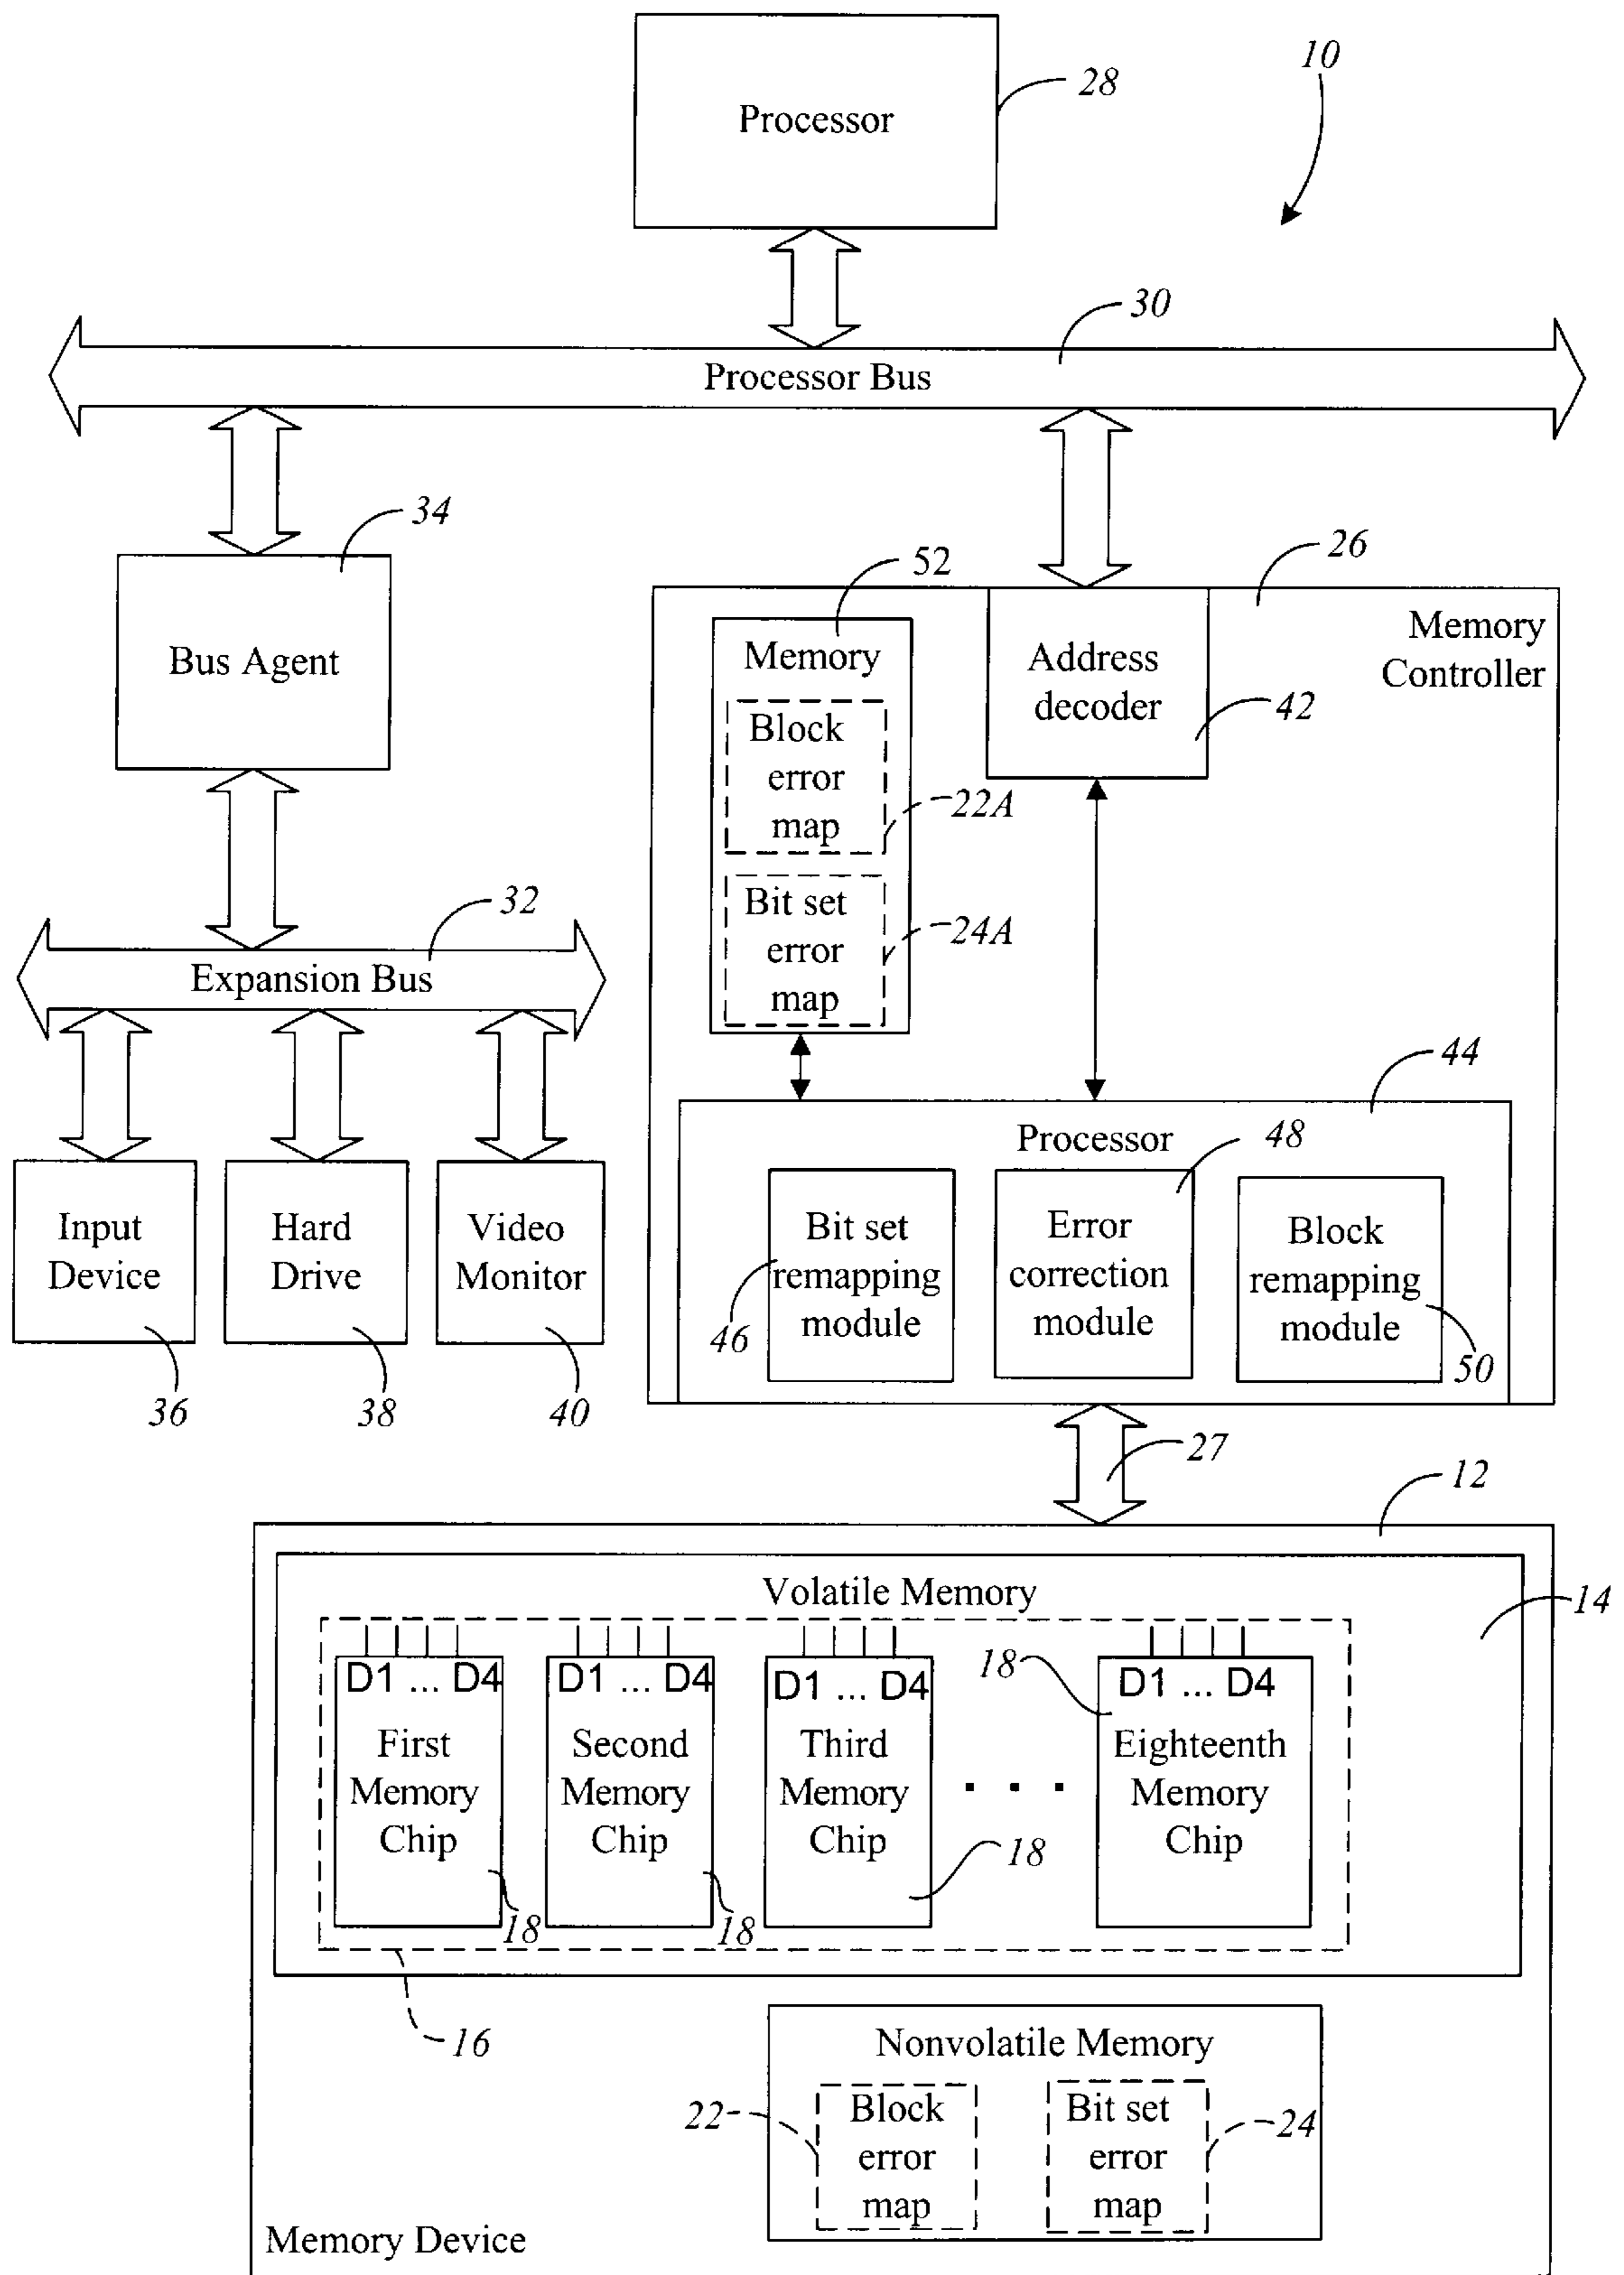 10
Processor
28
30
Processor Bus
34
Bus Agent
26
Memory
Controller
52
Memory
Block
error
map
22A
Bit set
error
map
24A
Address
decoder
42
32
Expansion Bus
44
Processor
48
Bit set
remapping
module
46
Error
correction
module
Block
remapping
module
50
Input
Device
Hard
Drive
Video
Monitor
36
38
40
27
12
Volatile Memory
14
D1 ... D4
First
Memory
Chip
18
D1 ... D4
Second
Memory
Chip
18
D1 ... D4
Third
Memory
Chip
18
. . .
18
D1 ... D4
Eighteenth
Memory
Chip
16
Nonvolatile Memory
22
Block
error
map
Bit set
error
map
24
Memory Device